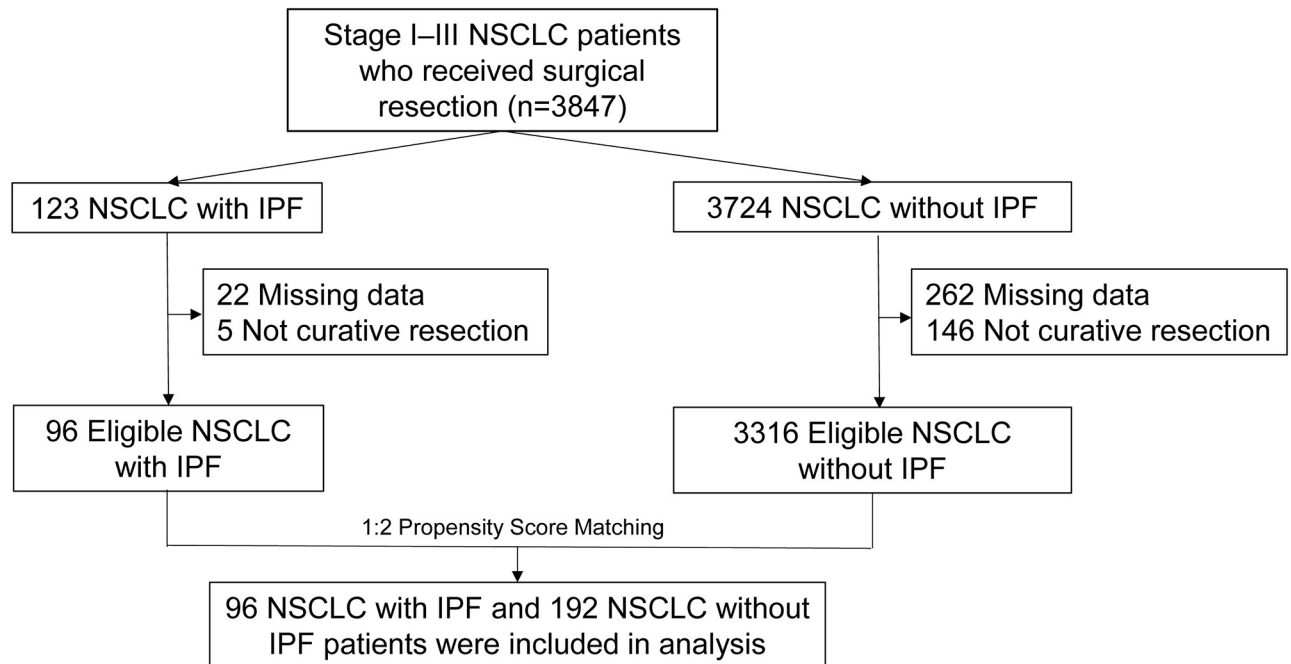 Stage I–III NSCLC patients
who received surgical
resection (n=3847)
123 NSCLC with IPF
3724 NSCLC without IPF
22 Missing data
5 Not curative resection
262 Missing data
146 Not curative resection
96 Eligible NSCLC
with IPF
3316 Eligible NSCLC
without IPF
1:2 Propensity Score Matching
96 NSCLC with IPF and 192 NSCLC without
IPF patients were included in analysis